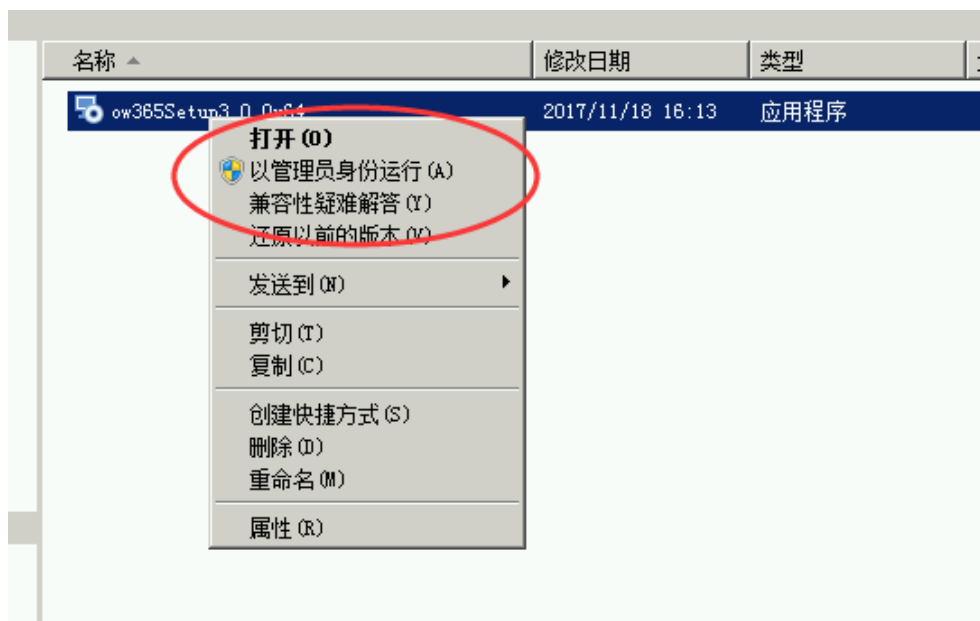 名称 修改日期 类型
ow365Setup3.0.0x64 2017/11/18 16:13 应用程序
打开(O)
以管理员身份运行(A)
兼容性疑难解答(Y)
还原以前的版本(V)
发送到(N)
剪切(T)
复制(C)
创建快捷方式(S)
删除(D)
重命名(M)
属性(R)